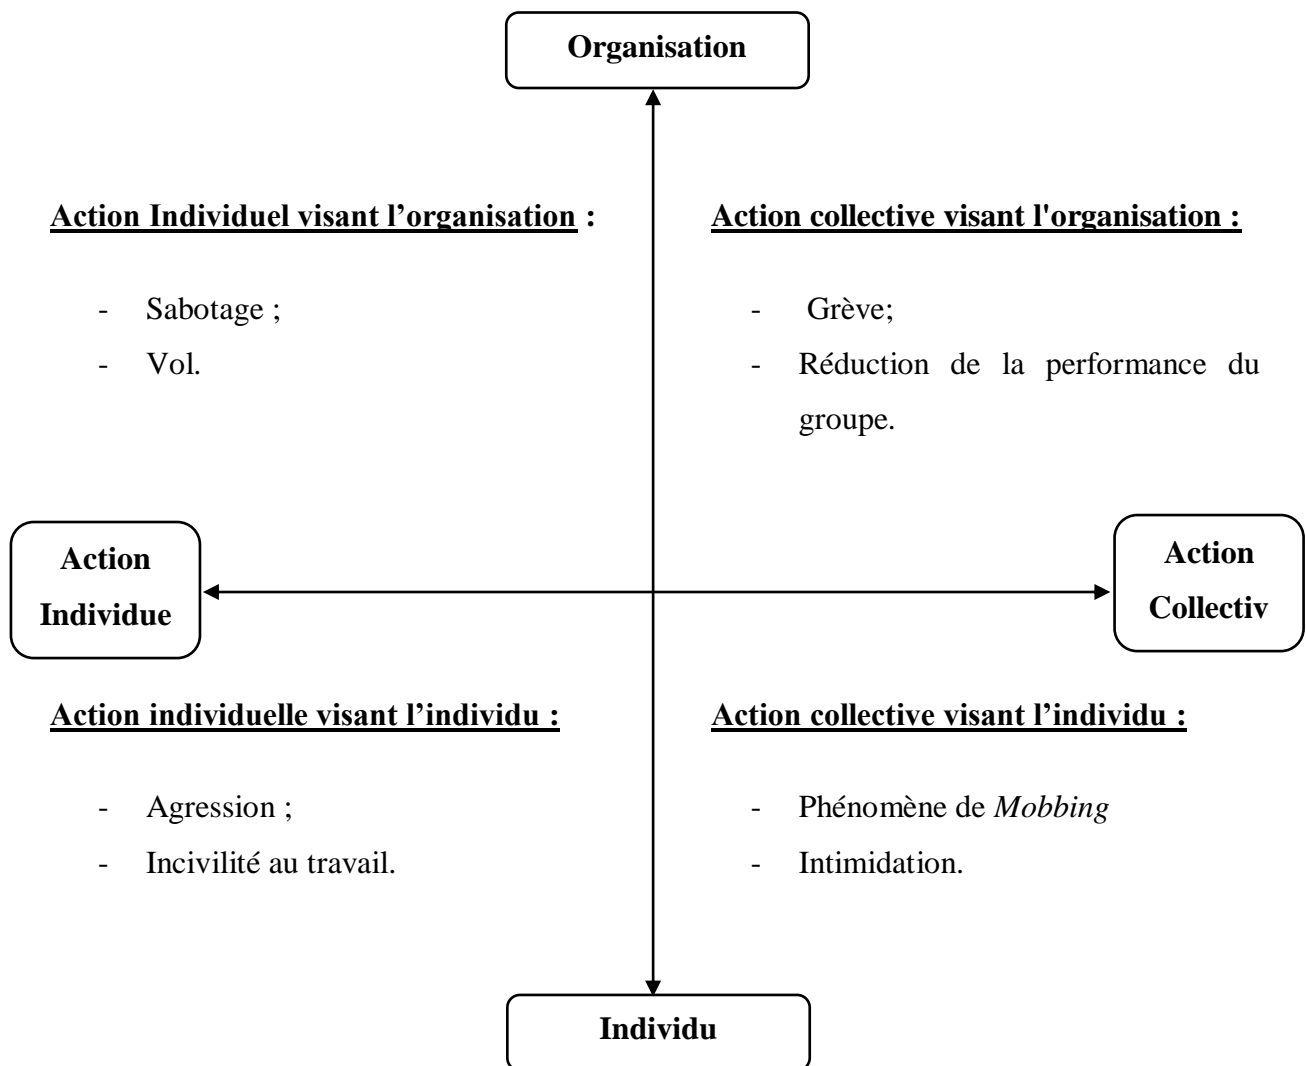 Organisation
Action Individuel visant l’organisation :
- Sabotage ;
- Vol.
Action collective visant l'organisation :
- Grève;
- Réduction de la performance du
groupe.
Action
Individue
Action
Collectiv
Action individuelle visant l’individu :
- Agression ;
- Incivilité au travail.
Action collective visant l’individu :
- Phénomène de Mobbing
- Intimidation.
Individu